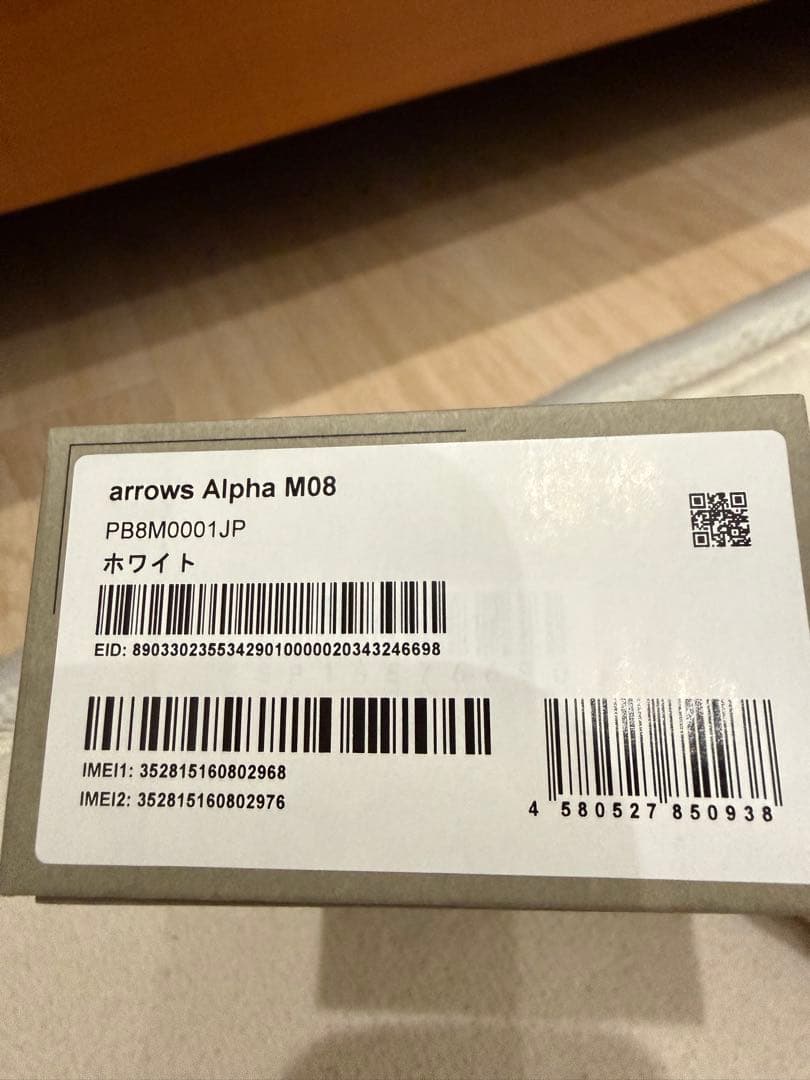 arrows Alpha M08
PB8M0001JP
ホワイト
EID: 89033023553429010000020343246698
IMEI1: 352815160802968
IMEI2: 352815160802976
4 580527 850938